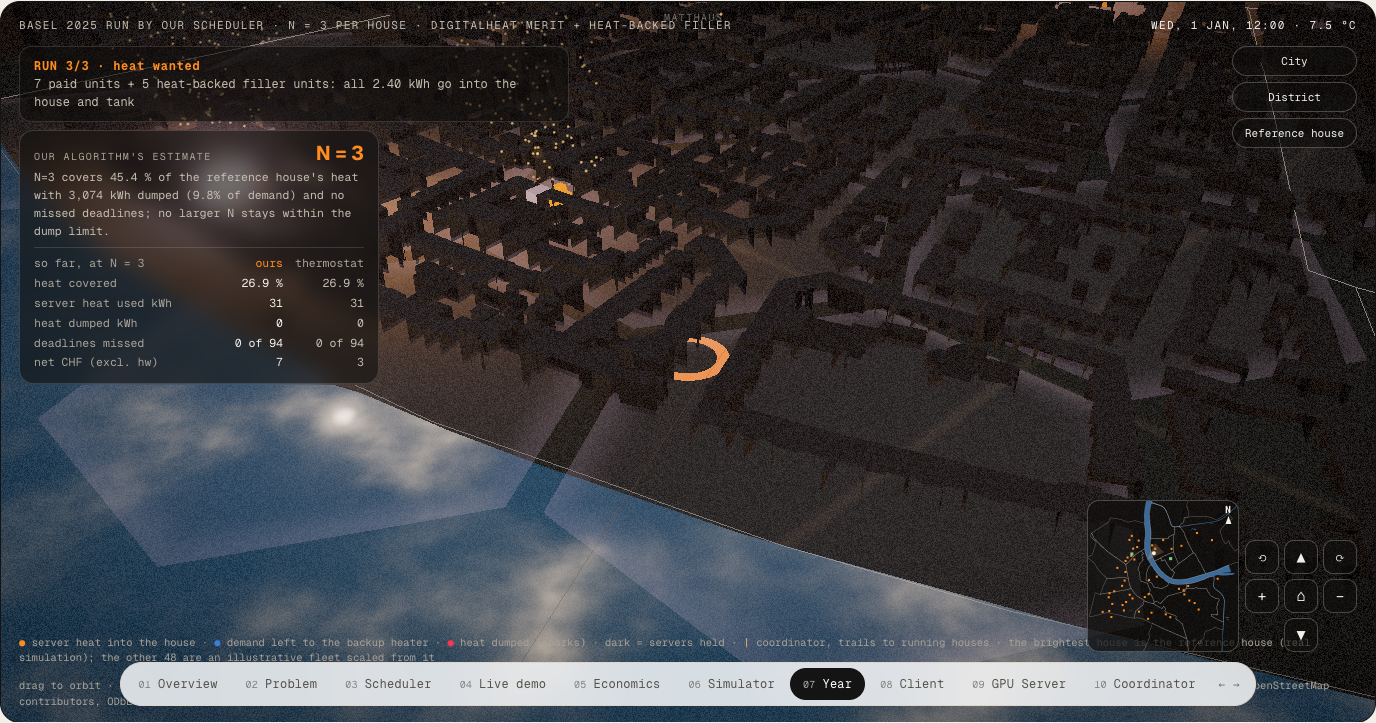 BASEL 2025 RUN BY OUR SCHEDULER · N = 3 PER HOUSE · DIGITALHEAT MERIT + HEAT-BACKED FILLER
WED, 1 JAN, 12:00 · 7.5 °C
RUN 3/3 · heat wanted
7 paid units + 5 heat-backed filler units: all 2.40 kWh go into the
house and tank
City
District
Reference house
OUR ALGORITHM'S ESTIMATE
N = 3
N=3 covers 45.4 % of the reference house's heat
with 3,074 kWh dumped (9.8% of demand) and no
missed deadlines; no larger N stays within the
dump limit.
so far, at N = 3 ours thermostat
heat covered 26.9 % 26.9 %
server heat used kWh 31 31
heat dumped kWh 0 0
deadlines missed 0 of 94 0 of 94
net CHF (excl. hw) 7 3
N
server heat into the house · demand left to the backup heater · heat dumped (sparks) · dark = servers held | coordinator, trails to running houses · the brightest house is the reference house (real
simulation); the other 48 are an illustrative fleet scaled from it
drag to orbit ·
OpenStreetMap
contributors,
01 Overview 02 Problem 03 Scheduler 04 Live demo 05 Economics 06 Simulator 07 Year 08 Client 09 GPU Server 10 Coordinator ← →